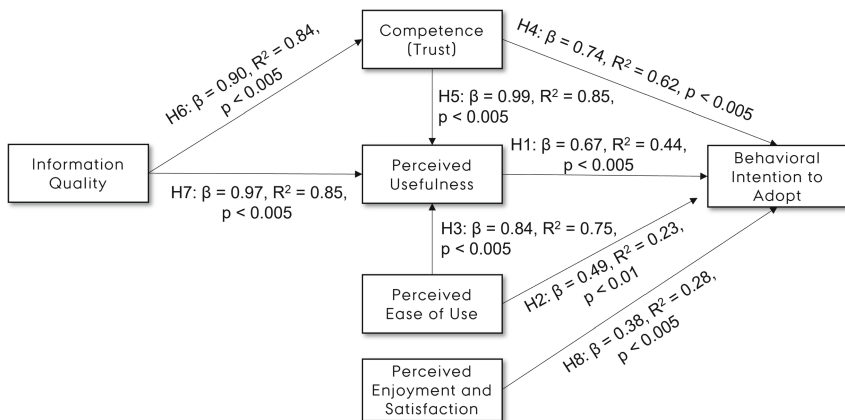 Competence
(Trust)
H4: β = 0.74, R² = 0.62, p < 0.005
H6: β = 0.90, R² = 0.84,
p < 0.005
H5: β = 0.99, R² = 0.85,
p < 0.005
Information
Quality
Perceived
Usefulness
H1: β = 0.67, R² = 0.44,
p < 0.005
Behavioral
Intention to
Adopt
H7: β = 0.97, R² = 0.85,
p < 0.005
H3: β = 0.84, R² = 0.75,
p < 0.005
H2: β = 0.49, R² = 0.23,
p < 0.01
Perceived
Ease of Use
H8: β = 0.38, R² = 0.28,
p < 0.005
Perceived
Enjoyment and
Satisfaction